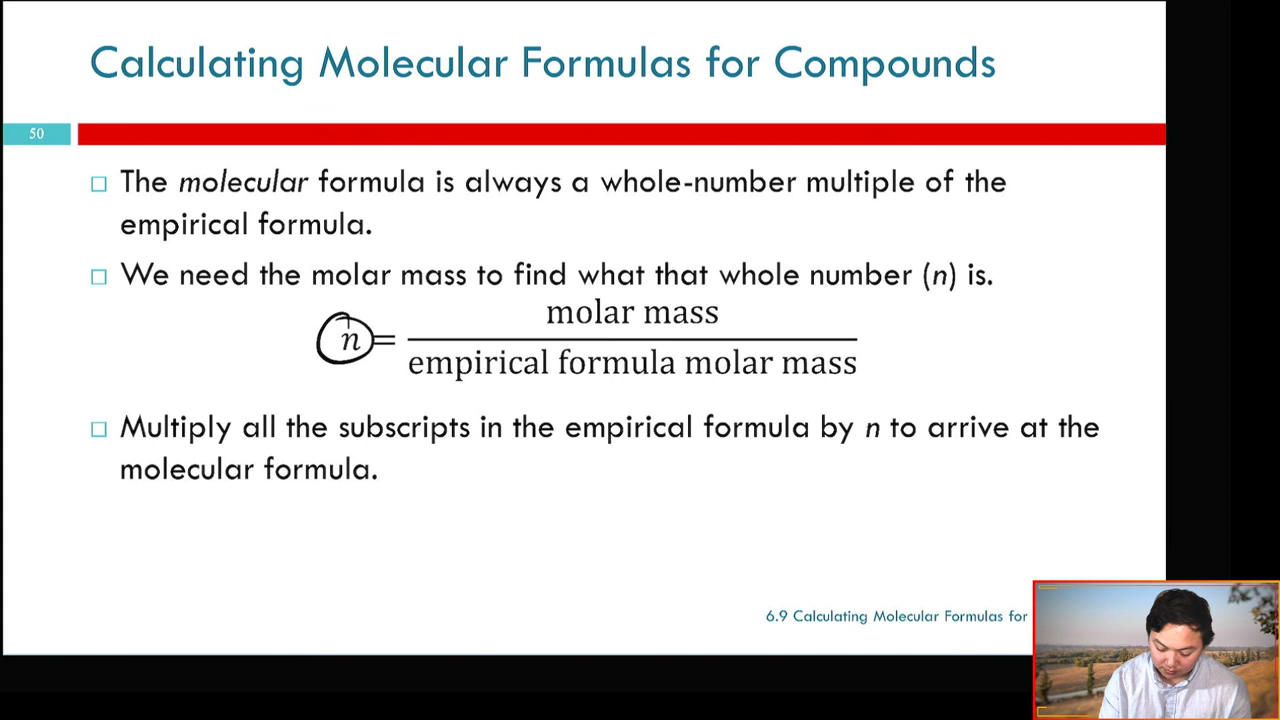 Calculating Molecular Formulas for Compounds
50
The molecular formula is always a whole-number multiple of the
empirical formula.
We need the molar mass to find what that whole number (n) is.
n = molar mass
empirical formula molar mass
Multiply all the subscripts in the empirical formula by n to arrive at the
molecular formula.
6.9 Calculating Molecular Formulas for